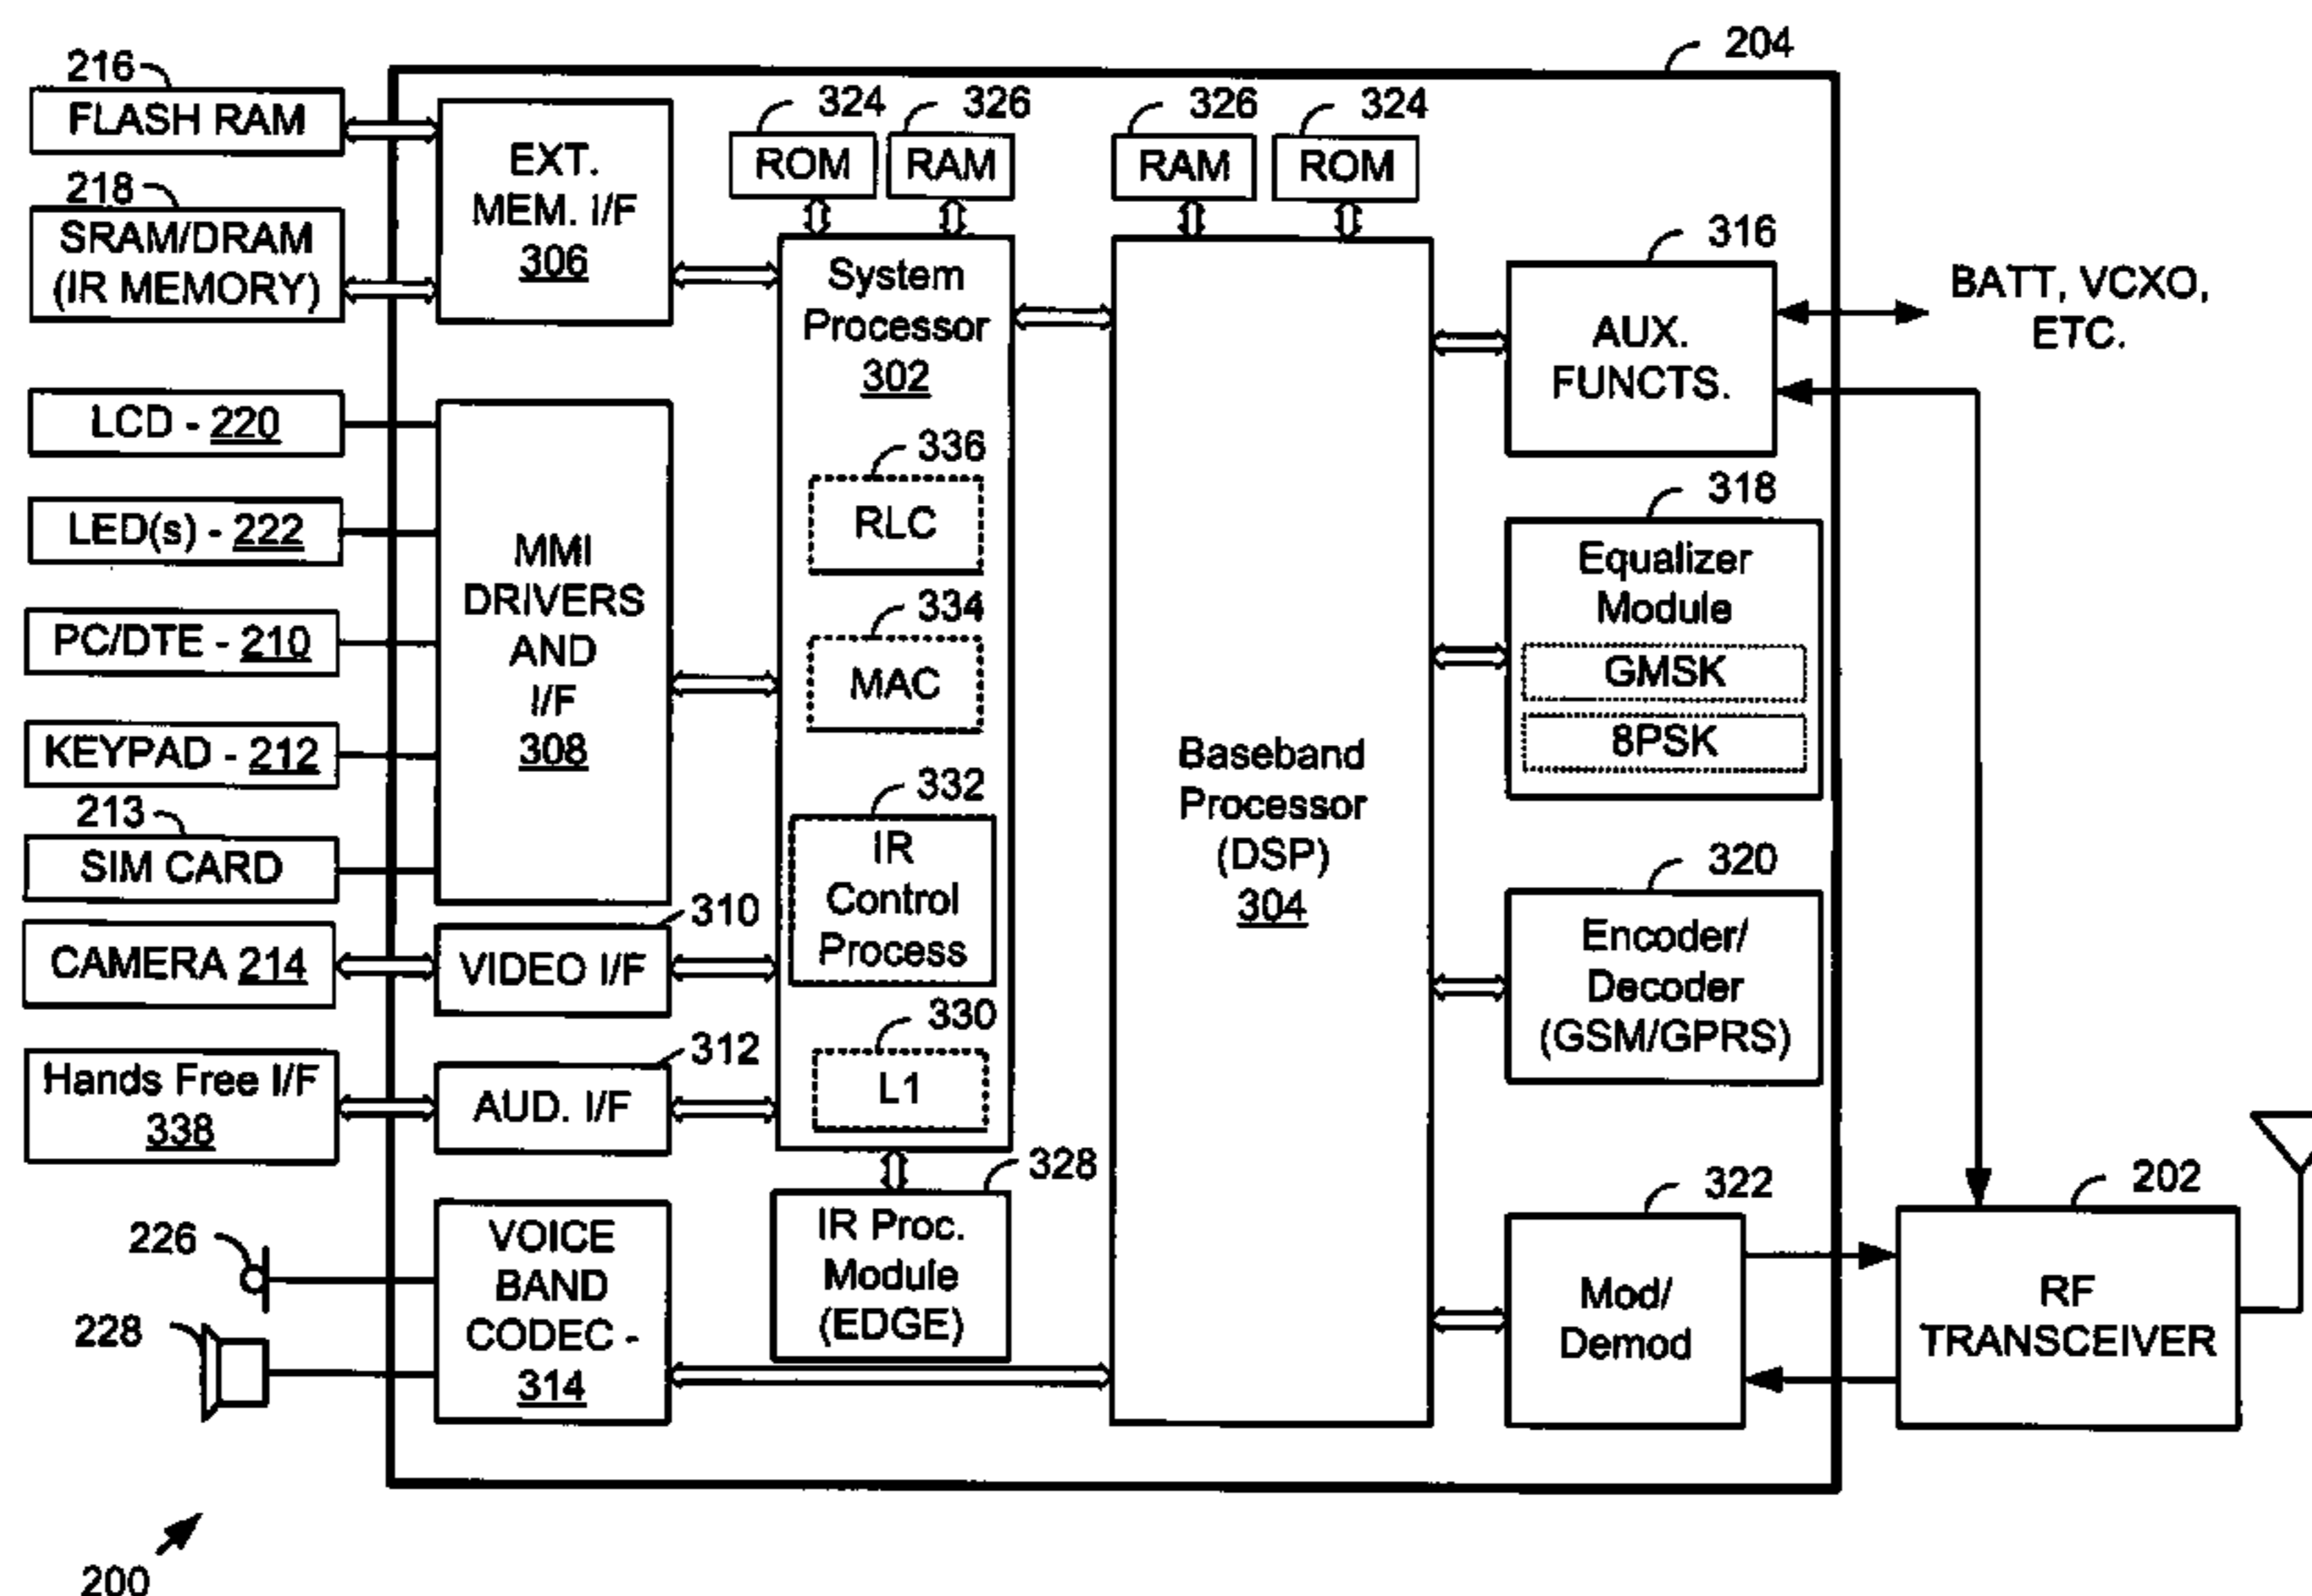 204
216
FLASH RAM
218
SRAM/DRAM
(IR MEMORY)
LCD - 220
LED(s) - 222
PC/DTE - 210
KEYPAD - 212
213
SIM CARD
CAMERA 214
Hands Free I/F
338
226
228
EXT.
MEM. I/F
306
MMI
DRIVERS
AND
I/F
308
310
VIDEO I/F
312
AUD. I/F
VOICE
BAND
CODEC -
314
324
ROM
326
RAM
System
Processor
302
336
RLC
334
MAC
332
IR
Control
Process
330
L1
328
IR Proc.
Module
(EDGE)
326
RAM
324
ROM
Baseband
Processor
(DSP)
304
316
AUX.
FUNCTS.
BATT, VCXO,
ETC.
318
Equalizer
Module
GMSK
8PSK
320
Encoder/
Decoder
(GSM/GPRS)
322
Mod/
Demod
202
RF
TRANSCEIVER
200